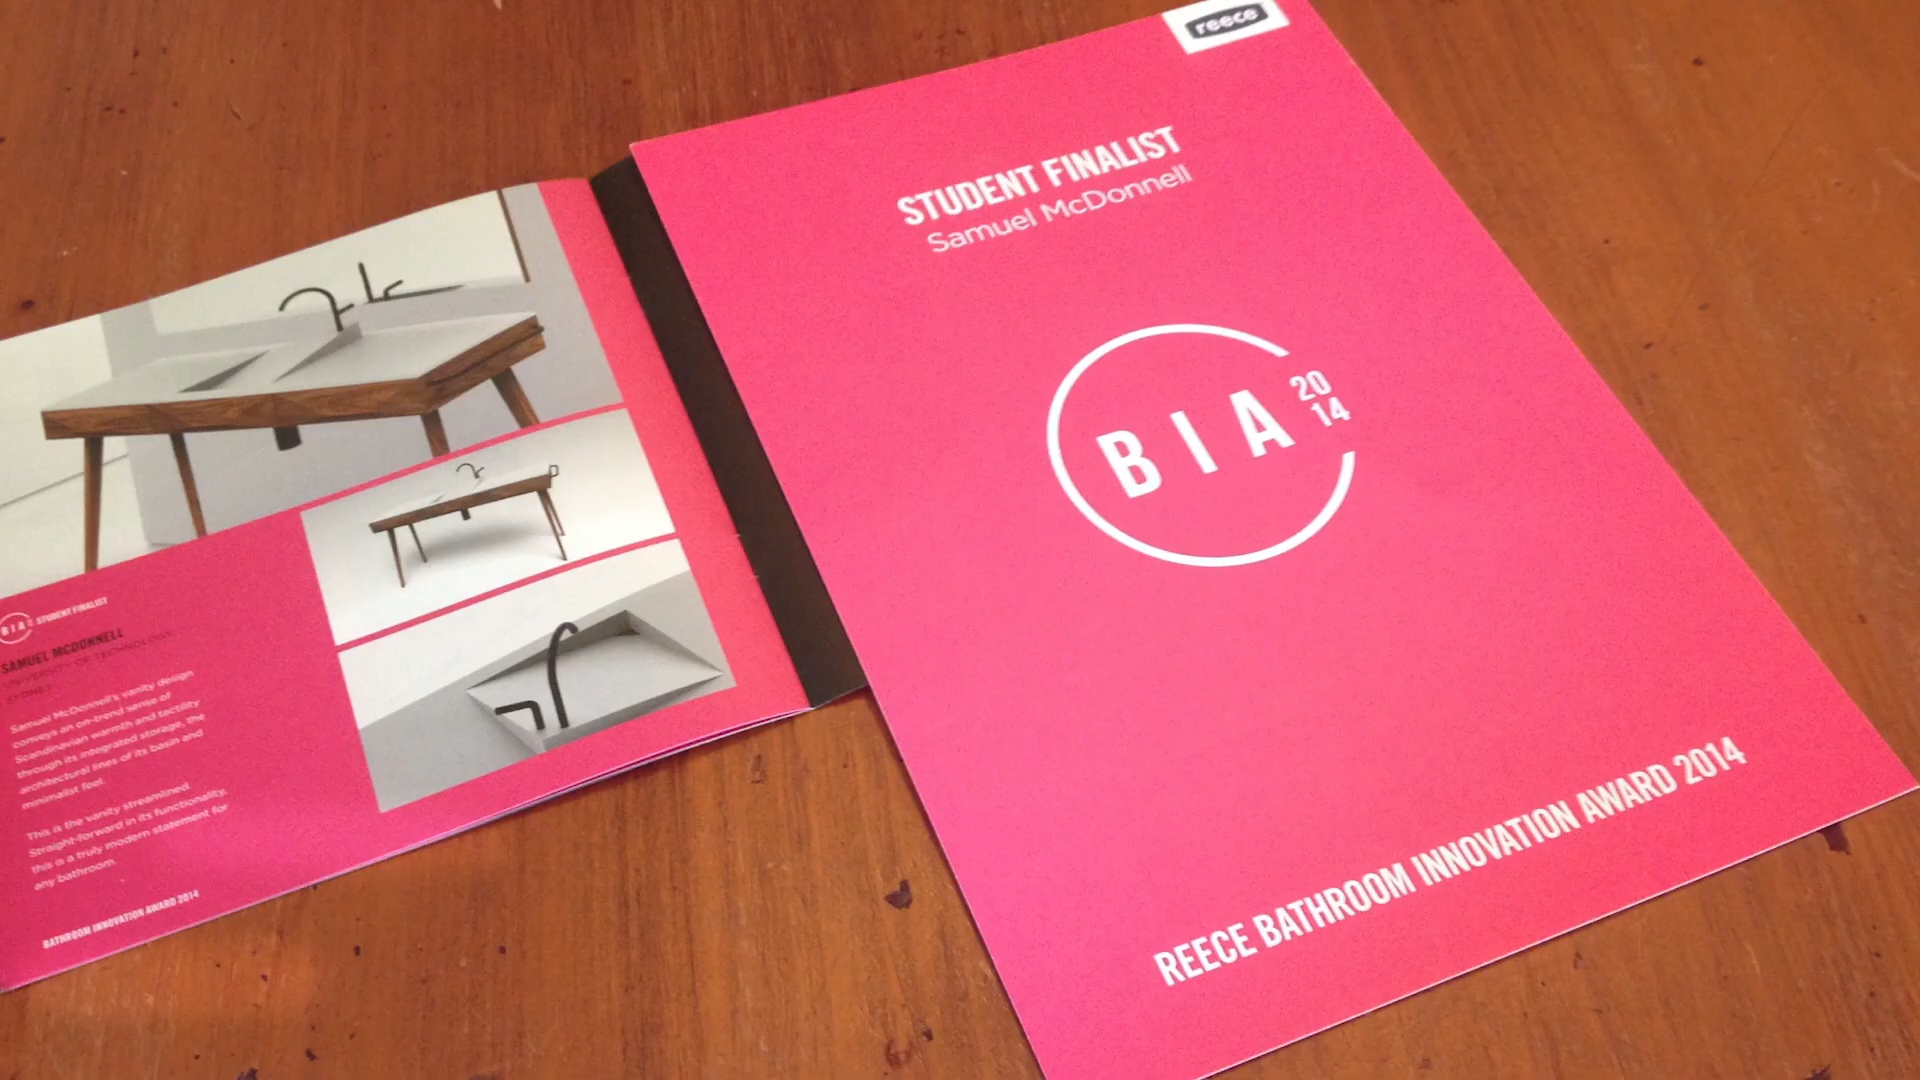 reece
STUDENT FINALIST
Samuel McDonnell
BIA 20
14
REECE BATHROOM INNOVATION AWARD 2014
BIA STUDENT FINALIST
SAMUEL MCDONNELL
UNIVERSITY OF TECHNOLOGY
SYDNEY
Samuel McDonnell's vanity design
conveys an on-trend sense of
Scandinavian warmth and tactility
through its integrated storage, the
architectural lines of its basin and
minimalist feel.
This is the vanity streamlined.
Straight-forward in its functionality,
this is a truly modern statement for
any bathroom.
BATHROOM INNOVATION AWARD 2014